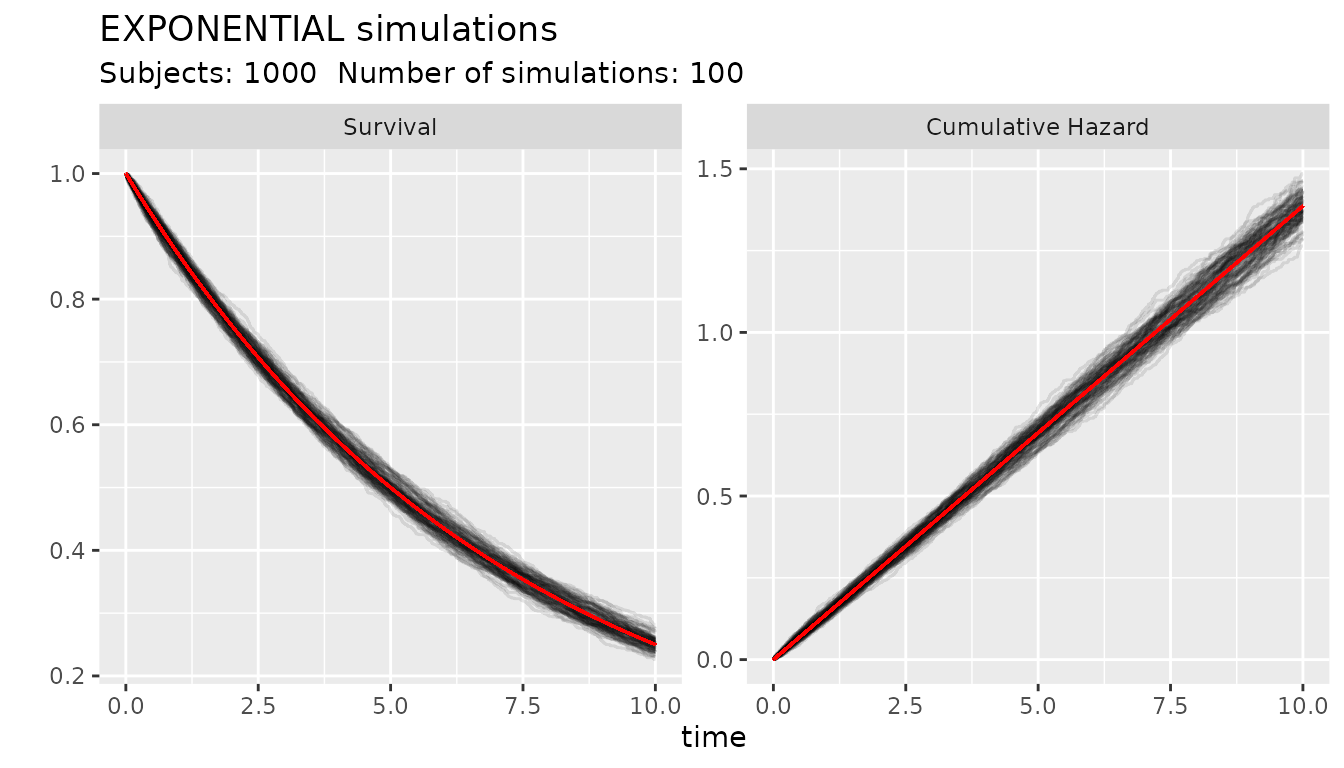 EXPONENTIAL simulations
Subjects: 1000  Number of simulations: 100
Survival
Cumulative Hazard
1.0
0.8
0.6
0.4
0.2
0.0 2.5 5.0 7.5 10.0
1.5
1.0
0.5
0.0
0.0 2.5 5.0 7.5 10.0
time